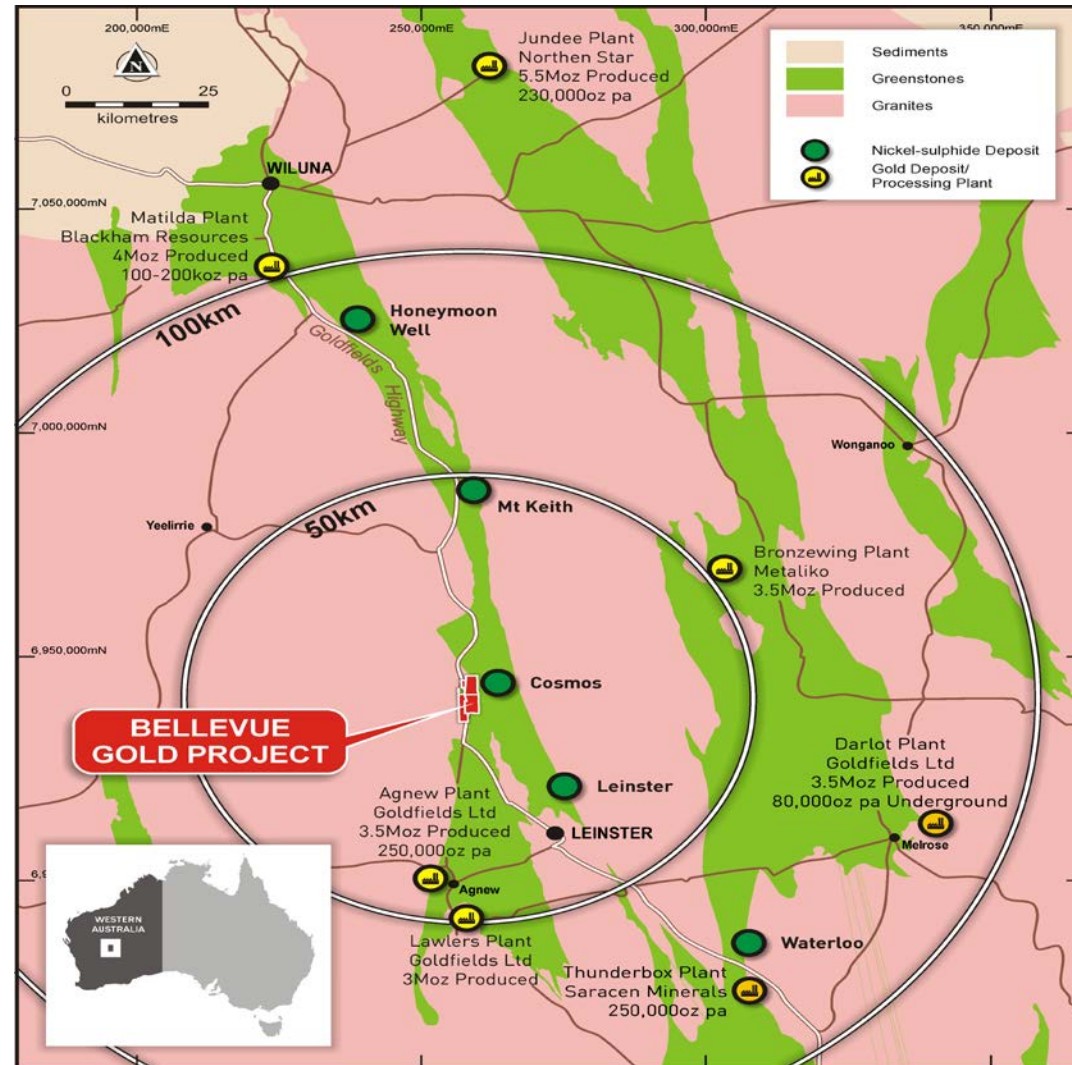 200,000mE
250,000mE
300,000mE
350,000mE
N
0 25
kilometres
Jundee Plant
Northen Star
5.5Moz Produced
230,000oz pa
Sediments
Greenstones
Granites
Nickel-sulphide Deposit
Gold Deposit/
Processing Plant
WILUNA
7,050,000mN
Matilda Plant
Blackham Resources
4Moz Produced
100-200koz pa
100km
Honeymoon
Well
Goldfields Highway
7,000,000mN
Wonganoo
50km
Mt Keith
Yeelirrie
Bronzewing Plant
Metaliko
3.5Moz Produced
6,950,000mN
Cosmos
BELLEVUE
GOLD PROJECT
Darlot Plant
Goldfields Ltd
3.5Moz Produced
80,000oz pa Underground
Melrose
Agnew Plant
Goldfields Ltd
3.5Moz Produced
250,000oz pa
Leinster
LEINSTER
Agnew
Lawlers Plant
Goldfields Ltd
3Moz Produced
Waterloo
Thunderbox Plant
Saracen Minerals
250,000oz pa
WESTERN
AUSTRALIA